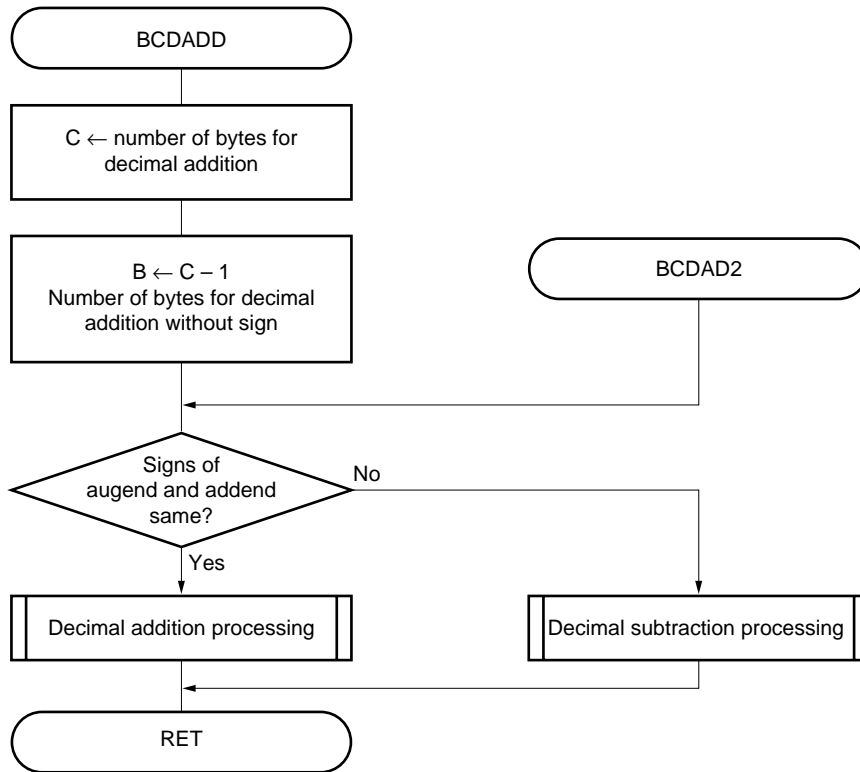 BCDADD
C ← number of bytes for
decimal addition
B ← C – 1
Number of bytes for decimal
addition without sign
BCDAD2
Signs of
augend and addend
same?
No
Yes
Decimal addition processing
Decimal subtraction processing
RET